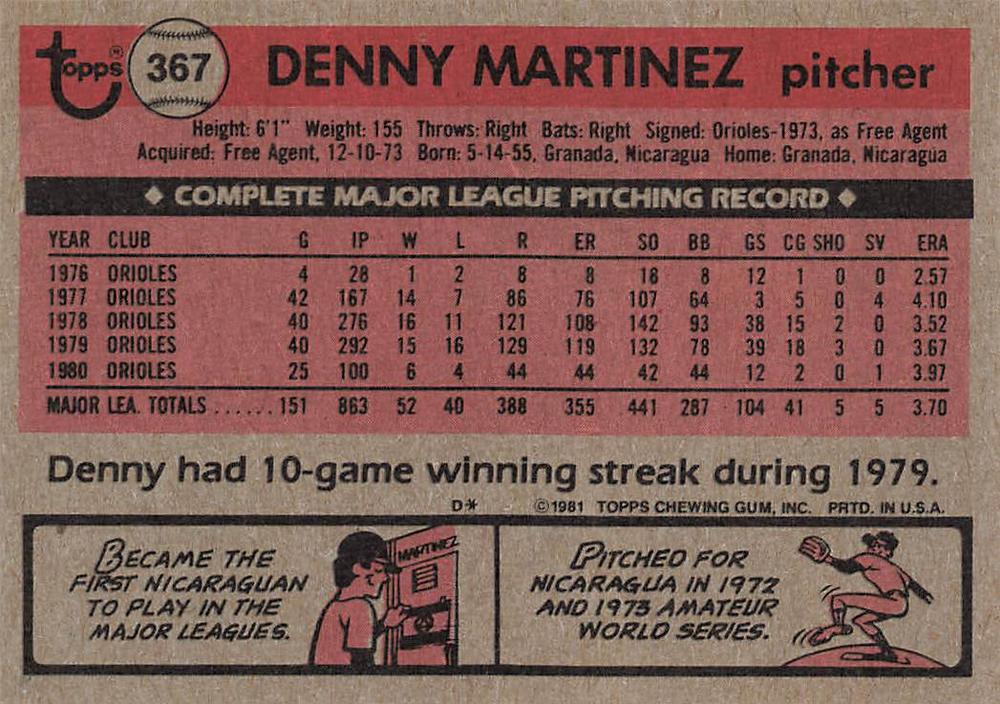 topps® 367 DENNY MARTINEZ pitcher
Height: 6'1" Weight: 155 Throws: Right Bats: Right Signed: Orioles-1973, as Free Agent
Acquired: Free Agent, 12-10-73 Born: 5-14-55, Granada, Nicaragua Home: Granada, Nicaragua
◆ COMPLETE MAJOR LEAGUE PITCHING RECORD ◆
YEAR CLUB G IP W L R ER SO BB GS CG SHO SV ERA
1976 ORIOLES 4 28 1 2 8 8 18 8 12 1 0 0 2.57
1977 ORIOLES 42 167 14 7 86 76 107 64 3 5 0 4 4.10
1978 ORIOLES 40 276 16 11 121 108 142 93 38 15 2 0 3.52
1979 ORIOLES 40 292 15 16 129 119 132 78 39 18 3 0 3.67
1980 ORIOLES 25 100 6 4 44 44 42 44 12 2 0 1 3.97
MAJOR LEA. TOTALS ......151 863 52 40 388 355 441 287 104 41 5 5 3.70
Denny had 10-game winning streak during 1979.
D* ©1981 TOPPS CHEWING GUM, INC. PRTD. IN U.S.A.
BECAME THE
FIRST NICARAGUAN
TO PLAY IN THE
MAJOR LEAGUES.
MARTINEZ
PITCHED FOR
NICARAGUA IN 1972
AND 1973 AMATEUR
WORLD SERIES.